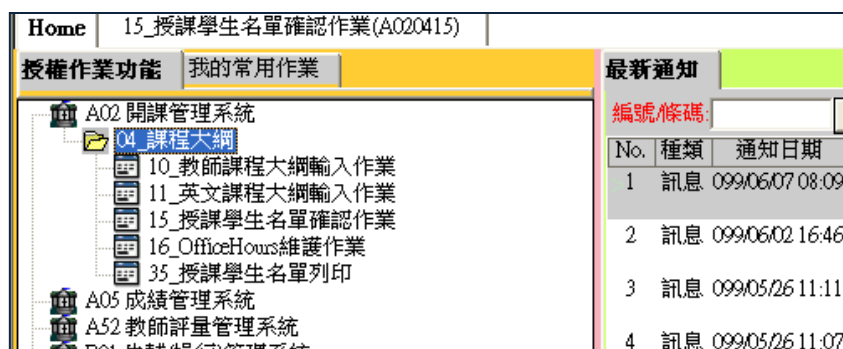 Home 15_授課學生名單確認作業(A020415)
授權作業功能 我的常用作業
A02 開課管理系統
04_課程大綱
10_教師課程大綱輸入作業
11_英文課程大綱輸入作業
15_授課學生名單確認作業
16_OfficeHours維護作業
35_授課學生名單列印
A05 成績管理系統
A52 教師評量管理系統
最新通知
編號/條碼:
No. 種類 通知日期
1 訊息 099/06/07 08:09
2 訊息 099/06/02 16:46
3 訊息 099/05/26 11:11
4 訊息 099/05/26 11:07